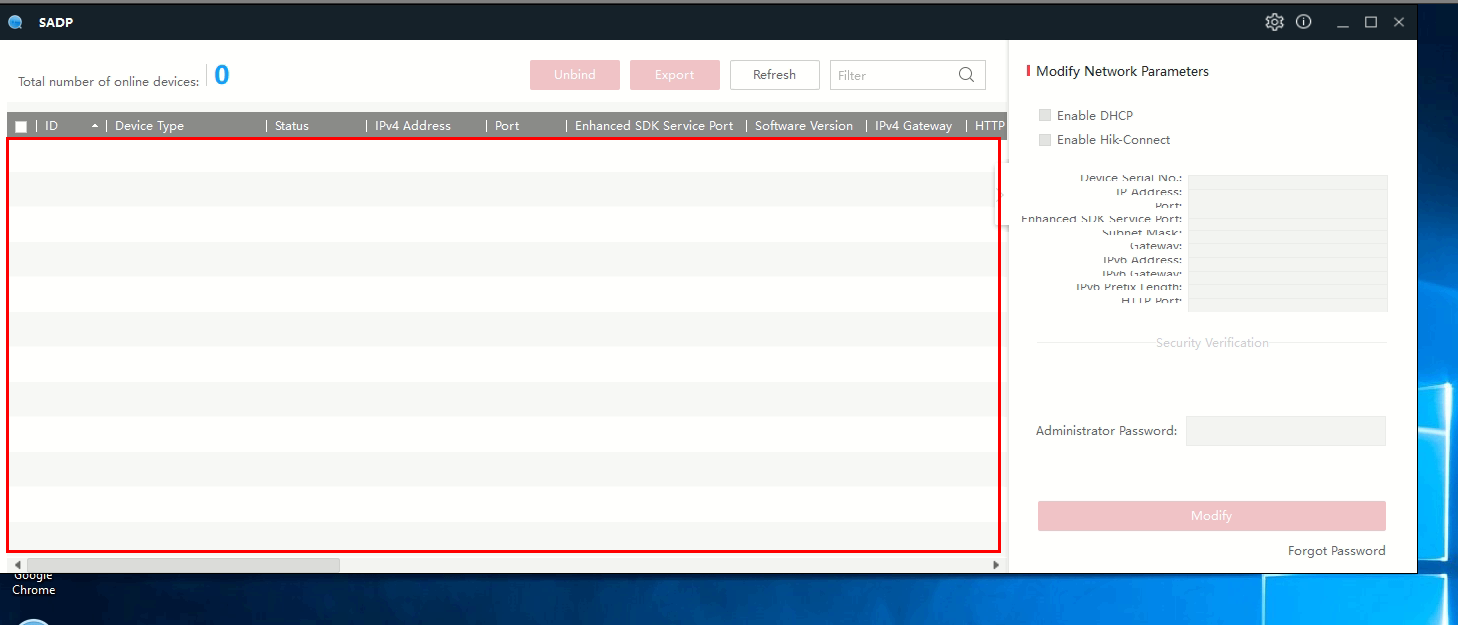 SADP
Total number of online devices: 0
Unbind
Export
Refresh
Filter
ID
Device Type
Status
IPv4 Address
Port
Enhanced SDK Service Port
Software Version
IPv4 Gateway
HTTP
Modify Network Parameters
Enable DHCP
Enable Hik-Connect
Device Serial No.:
IP Address:
Port:
Enhanced SDK Service Port:
Subnet Mask:
Gateway:
IPv6 Address:
IPv6 Gateway:
IPv6 Prefix Length:
HTTP Port:
Security Verification
Administrator Password:
Modify
Forgot Password
Google
Chrome